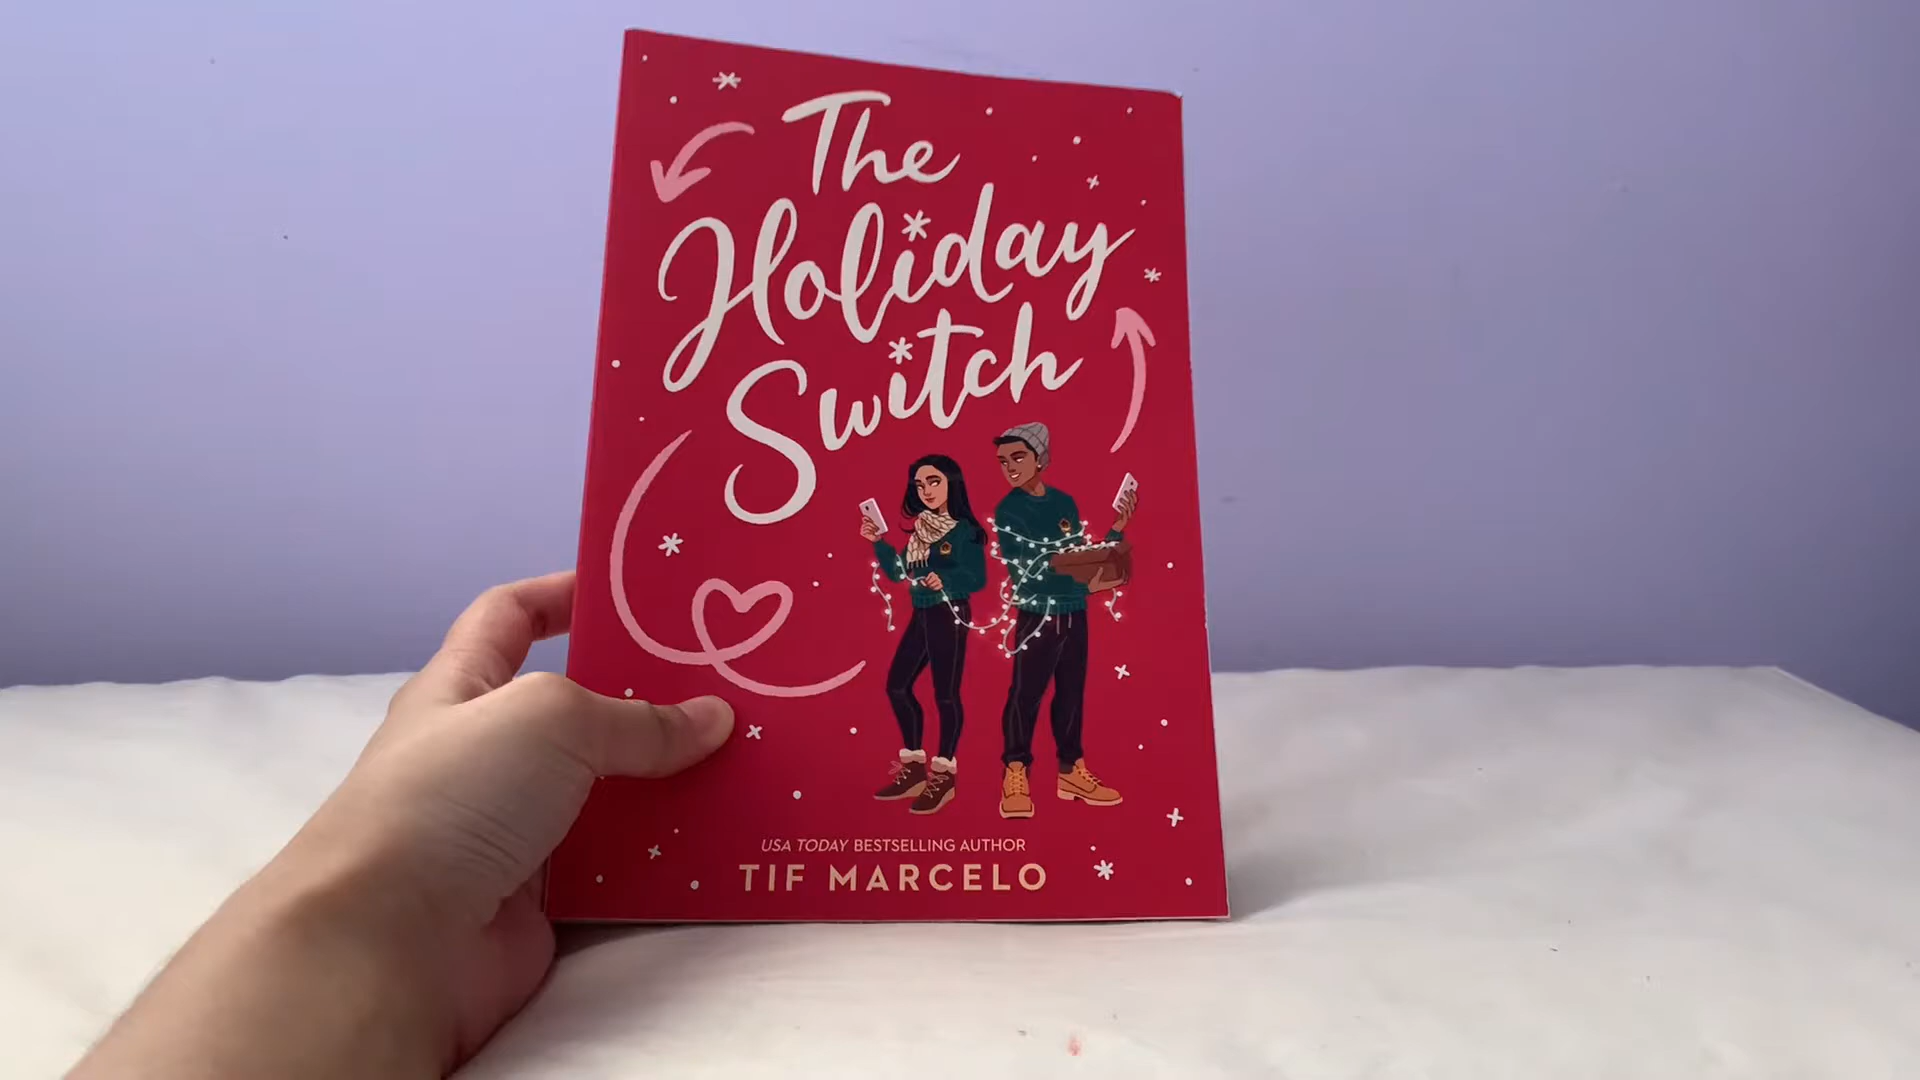 The
Holiday
Switch
USA TODAY BESTSELLING AUTHOR
TIF MARCELO